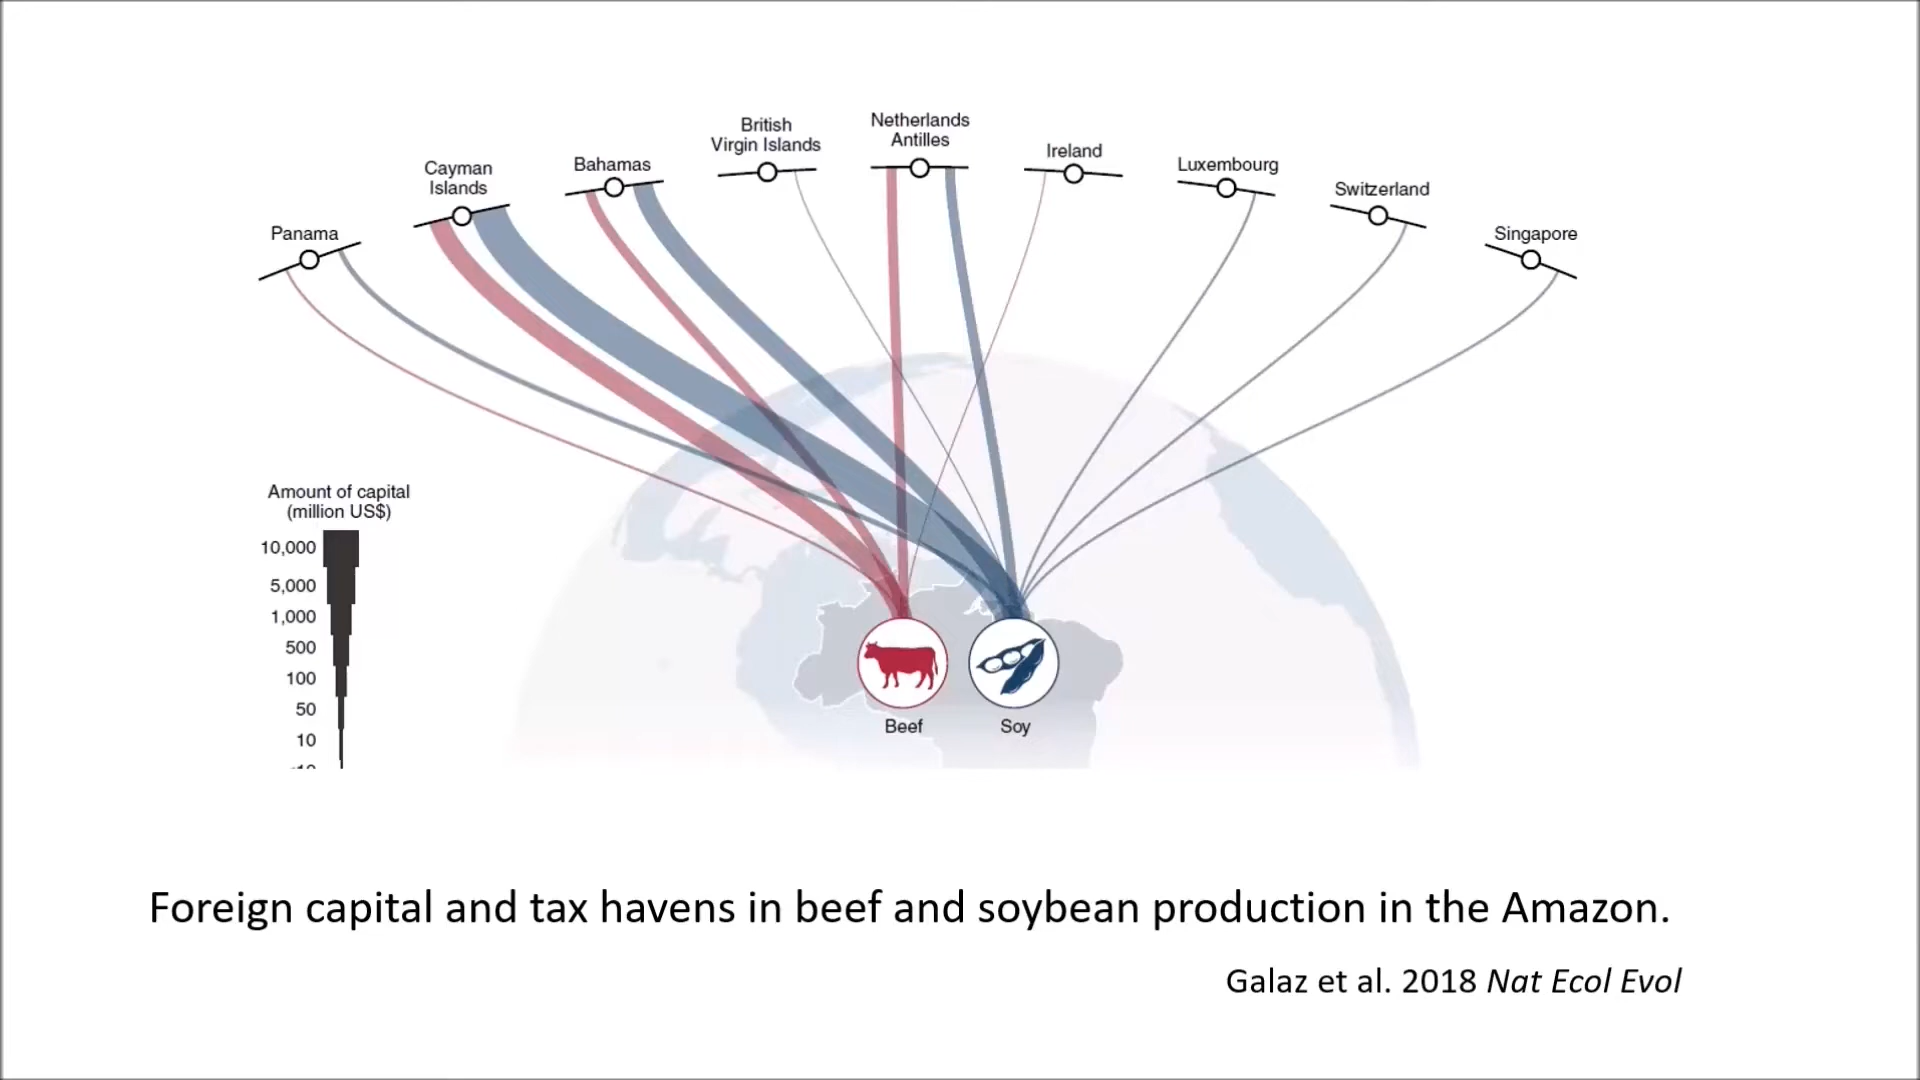 British
Virgin Islands
Netherlands
Antilles
Ireland
Cayman
Islands
Bahamas
Luxembourg
Switzerland
Panama
Singapore
Amount of capital
(million US$)
10,000
5,000
1,000
500
100
50
10
Beef
Soy
Foreign capital and tax havens in beef and soybean production in the Amazon.
Galaz et al. 2018 Nat Ecol Evol